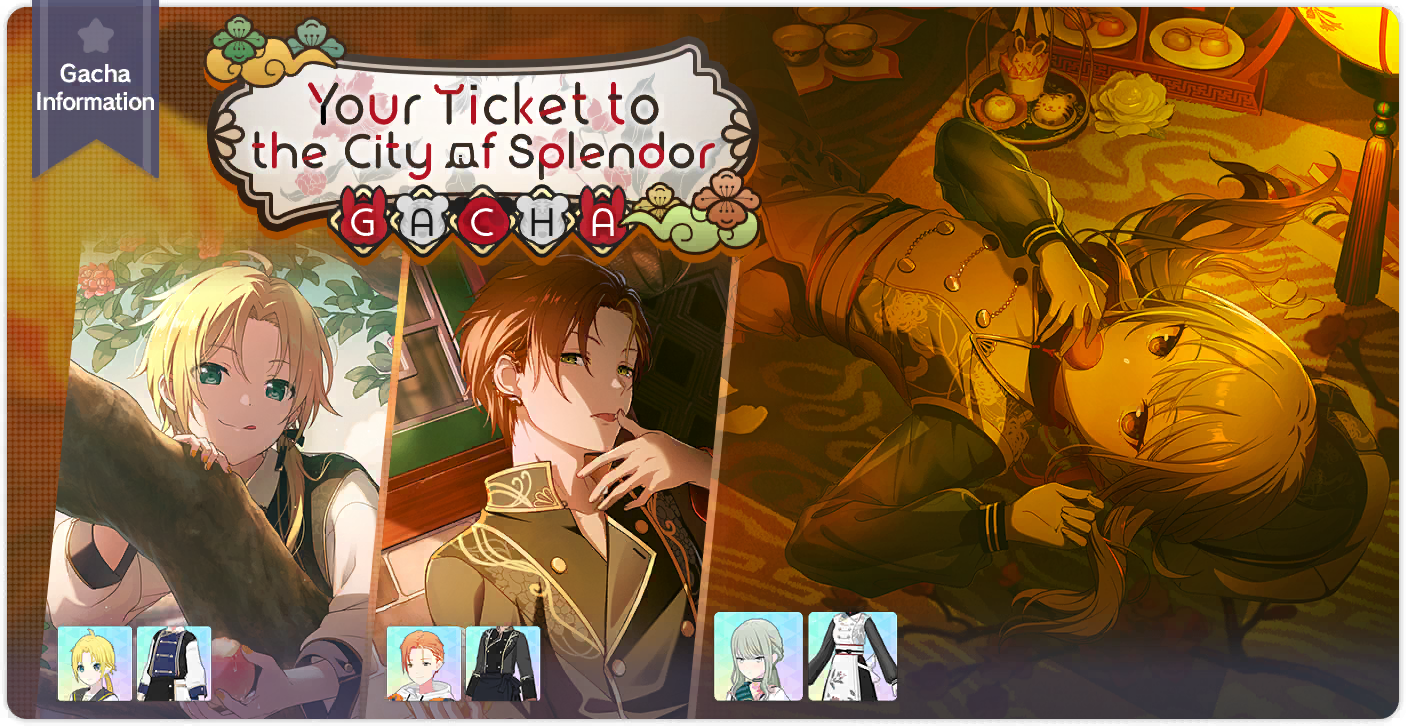 Gacha
Information
Your Ticket to
the City of Splendor
GACHA